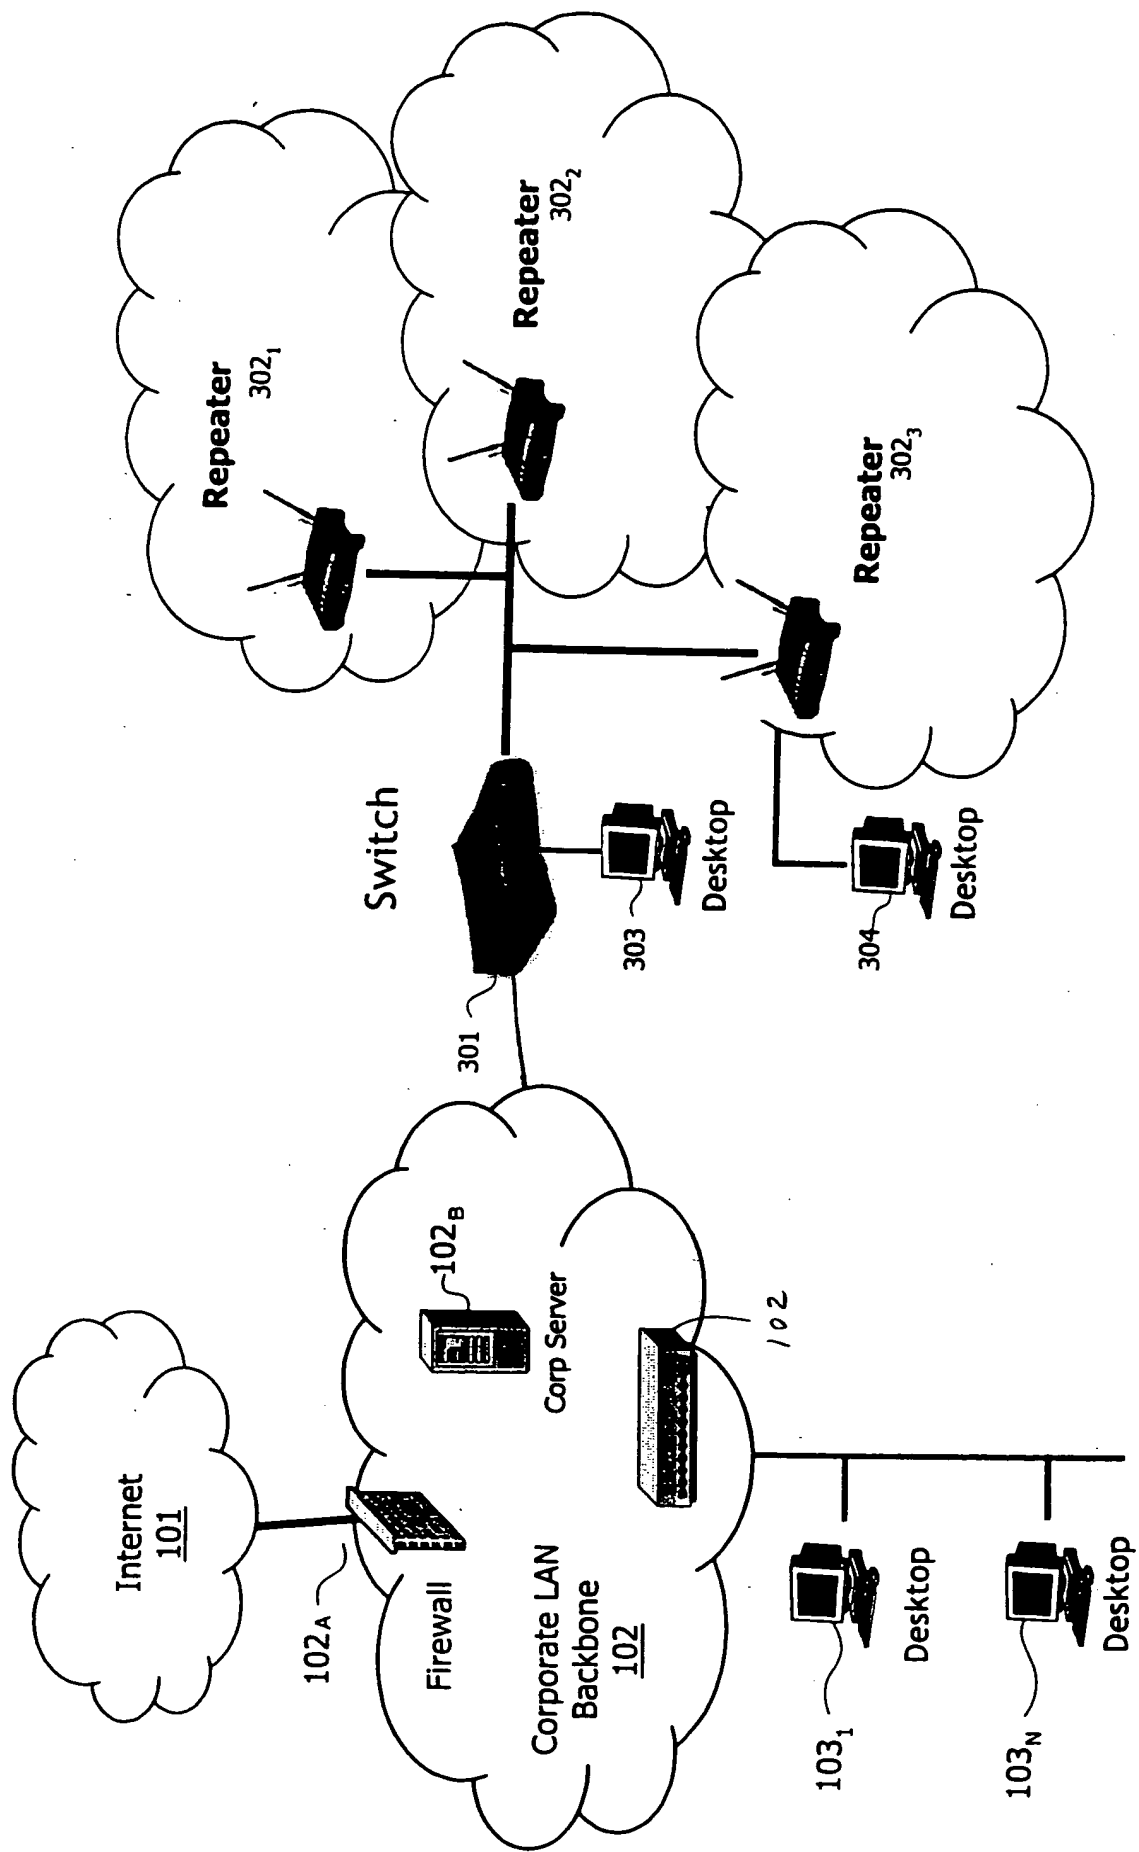 Internet
101
102A
Firewall
Corporate LAN
Backbone
102
Corp Server
102B
102
103₁
Desktop
103N
Desktop
301
Switch
303
Desktop
304
Desktop
Repeater
302₁
Repeater
302₂
Repeater
302₃